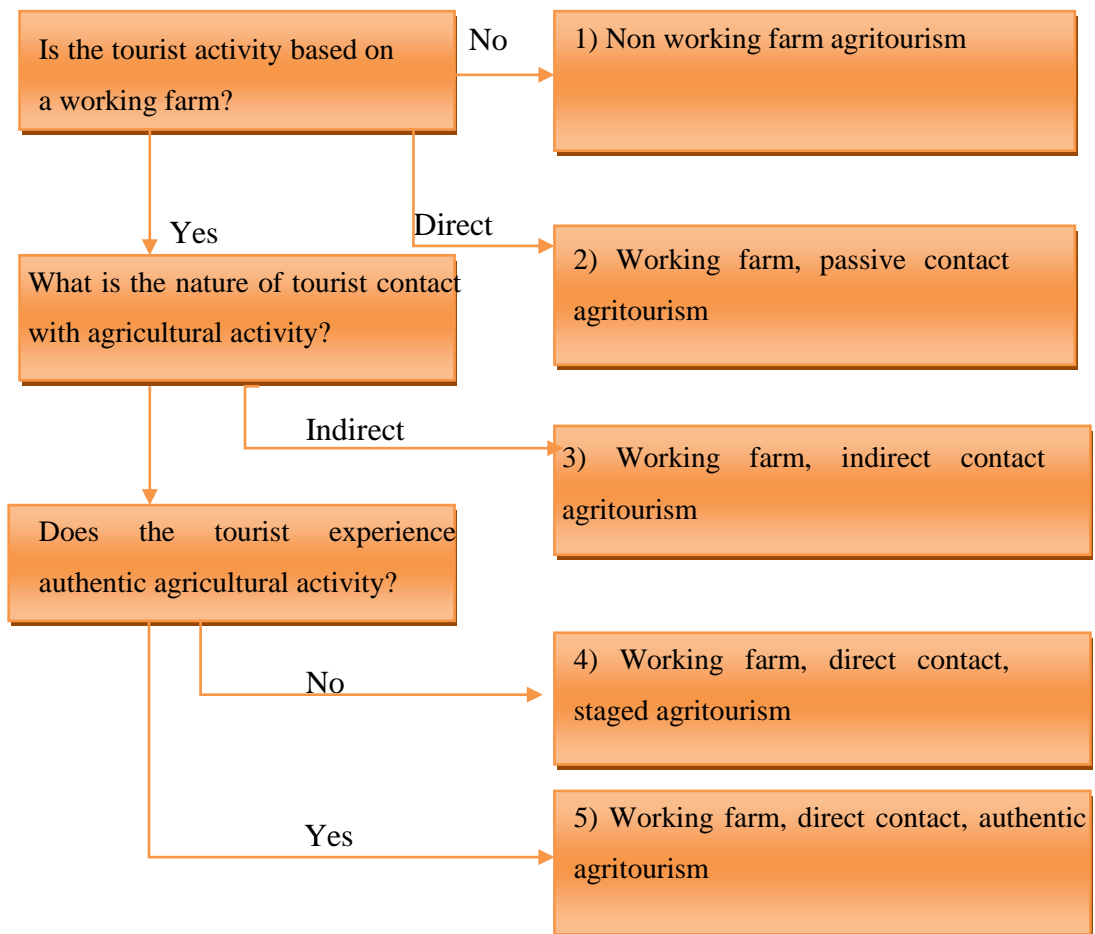 Is the tourist activity based on
a working farm?
No
1) Non working farm agritourism
Yes
Direct
What is the nature of tourist contact
with agricultural activity?
2) Working farm, passive contact
agritourism
Indirect
3) Working farm, indirect contact
agritourism
Does the tourist experience
authentic agricultural activity?
No
4) Working farm, direct contact,
staged agritourism
Yes
5) Working farm, direct contact, authentic
agritourism